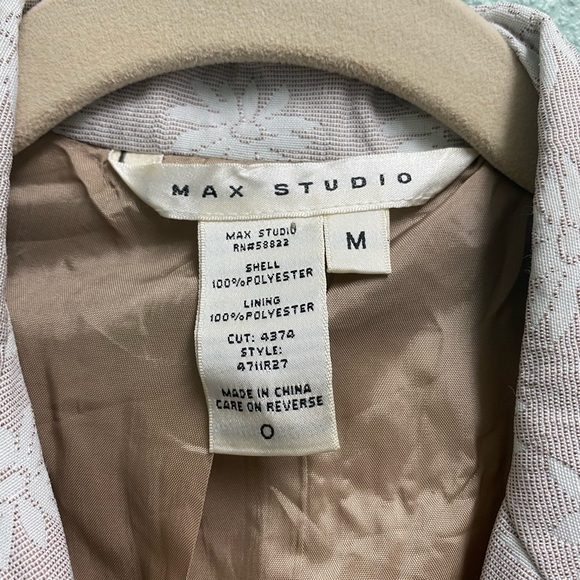 MAX STUDIO
M
MAX STUDIO
RN#58822
SHELL
100%POLYESTER
LINING
100%POLYESTER
CUT: 4374
STYLE:
4711R27
MADE IN CHINA
CARE ON REVERSE
0